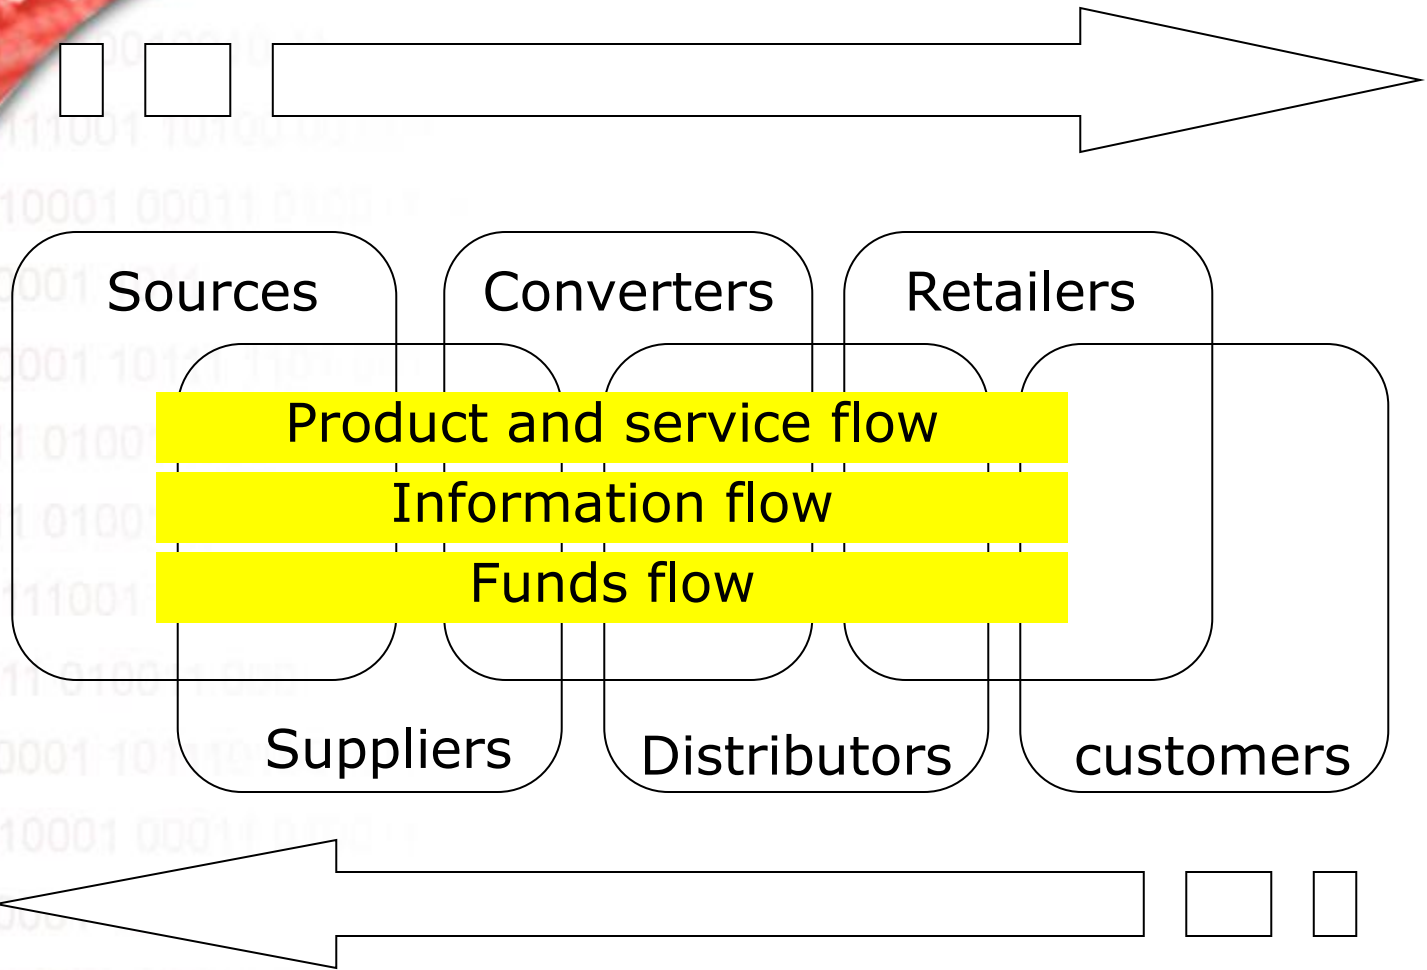 Sources
Converters
Retailers
Product and service flow
Information flow
Funds flow
Suppliers
Distributors
customers